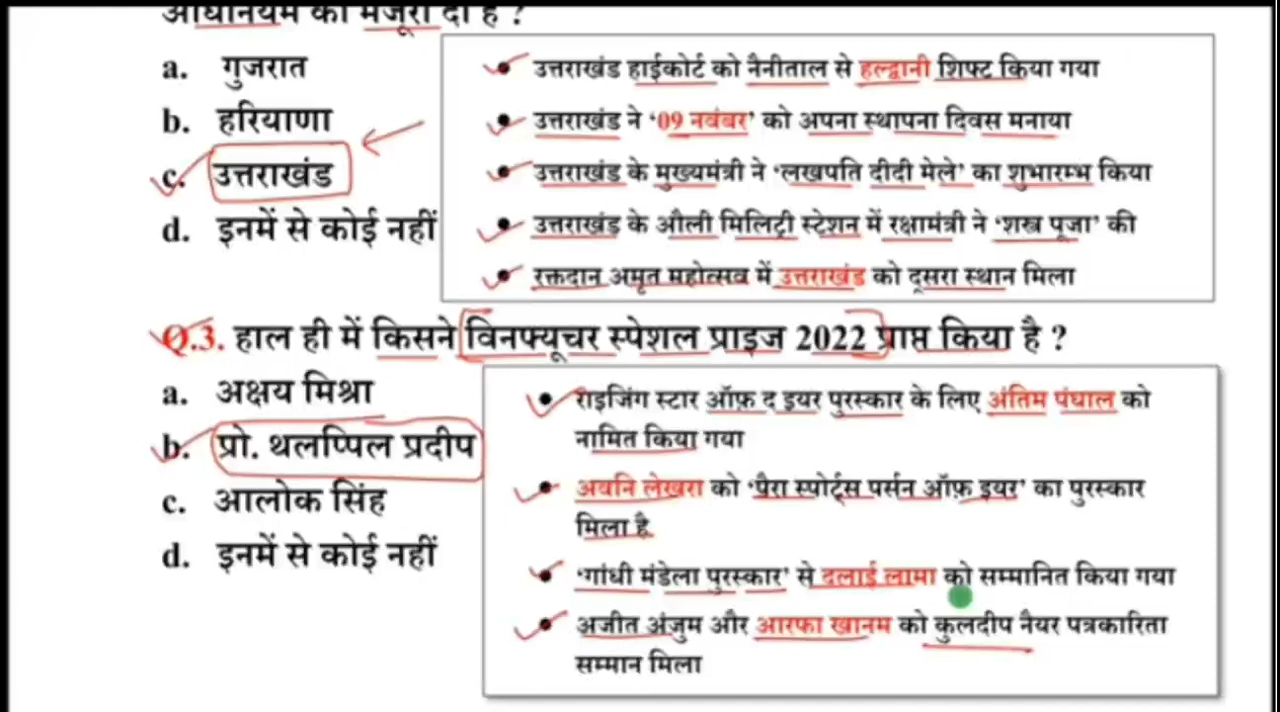 अधिनियम को मंजूरी दी है ?
a. गुजरात
b. हरियाणा
c. उत्तराखंड
d. इनमें से कोई नहीं
• उत्तराखंड हाईकोर्ट को नैनीताल से हल्द्वानी शिफ्ट किया गया
• उत्तराखंड ने ‘09 नवंबर’ को अपना स्थापना दिवस मनाया
• उत्तराखंड के मुख्यमंत्री ने ‘लखपति दीदी मेले’ का शुभारम्भ किया
• उत्तराखंड के औली मिलिट्री स्टेशन में रक्षामंत्री ने ‘शस्त्र पूजा’ की
• रक्तदान अमृत महोत्सव में उत्तराखंड को दूसरा स्थान मिला
Q.3. हाल ही में किसने विनफ्यूचर स्पेशल प्राइज 2022 प्राप्त किया है ?
a. अक्षय मिश्रा
b. प्रो. थलप्पिल प्रदीप
c. आलोक सिंह
d. इनमें से कोई नहीं
• राइजिंग स्टार ऑफ़ द इयर पुरस्कार के लिए अंतिम पंघाल को
नामित किया गया
• अवनि लेखरा को ‘पैरा स्पोर्ट्स पर्सन ऑफ़ इयर’ का पुरस्कार
मिला है
• ‘गांधी मंडेला पुरस्कार’ से दलाई लामा को सम्मानित किया गया
• अजीत अंजुम और आरफा खानम को कुलदीप नैयर पत्रकारिता
सम्मान मिला